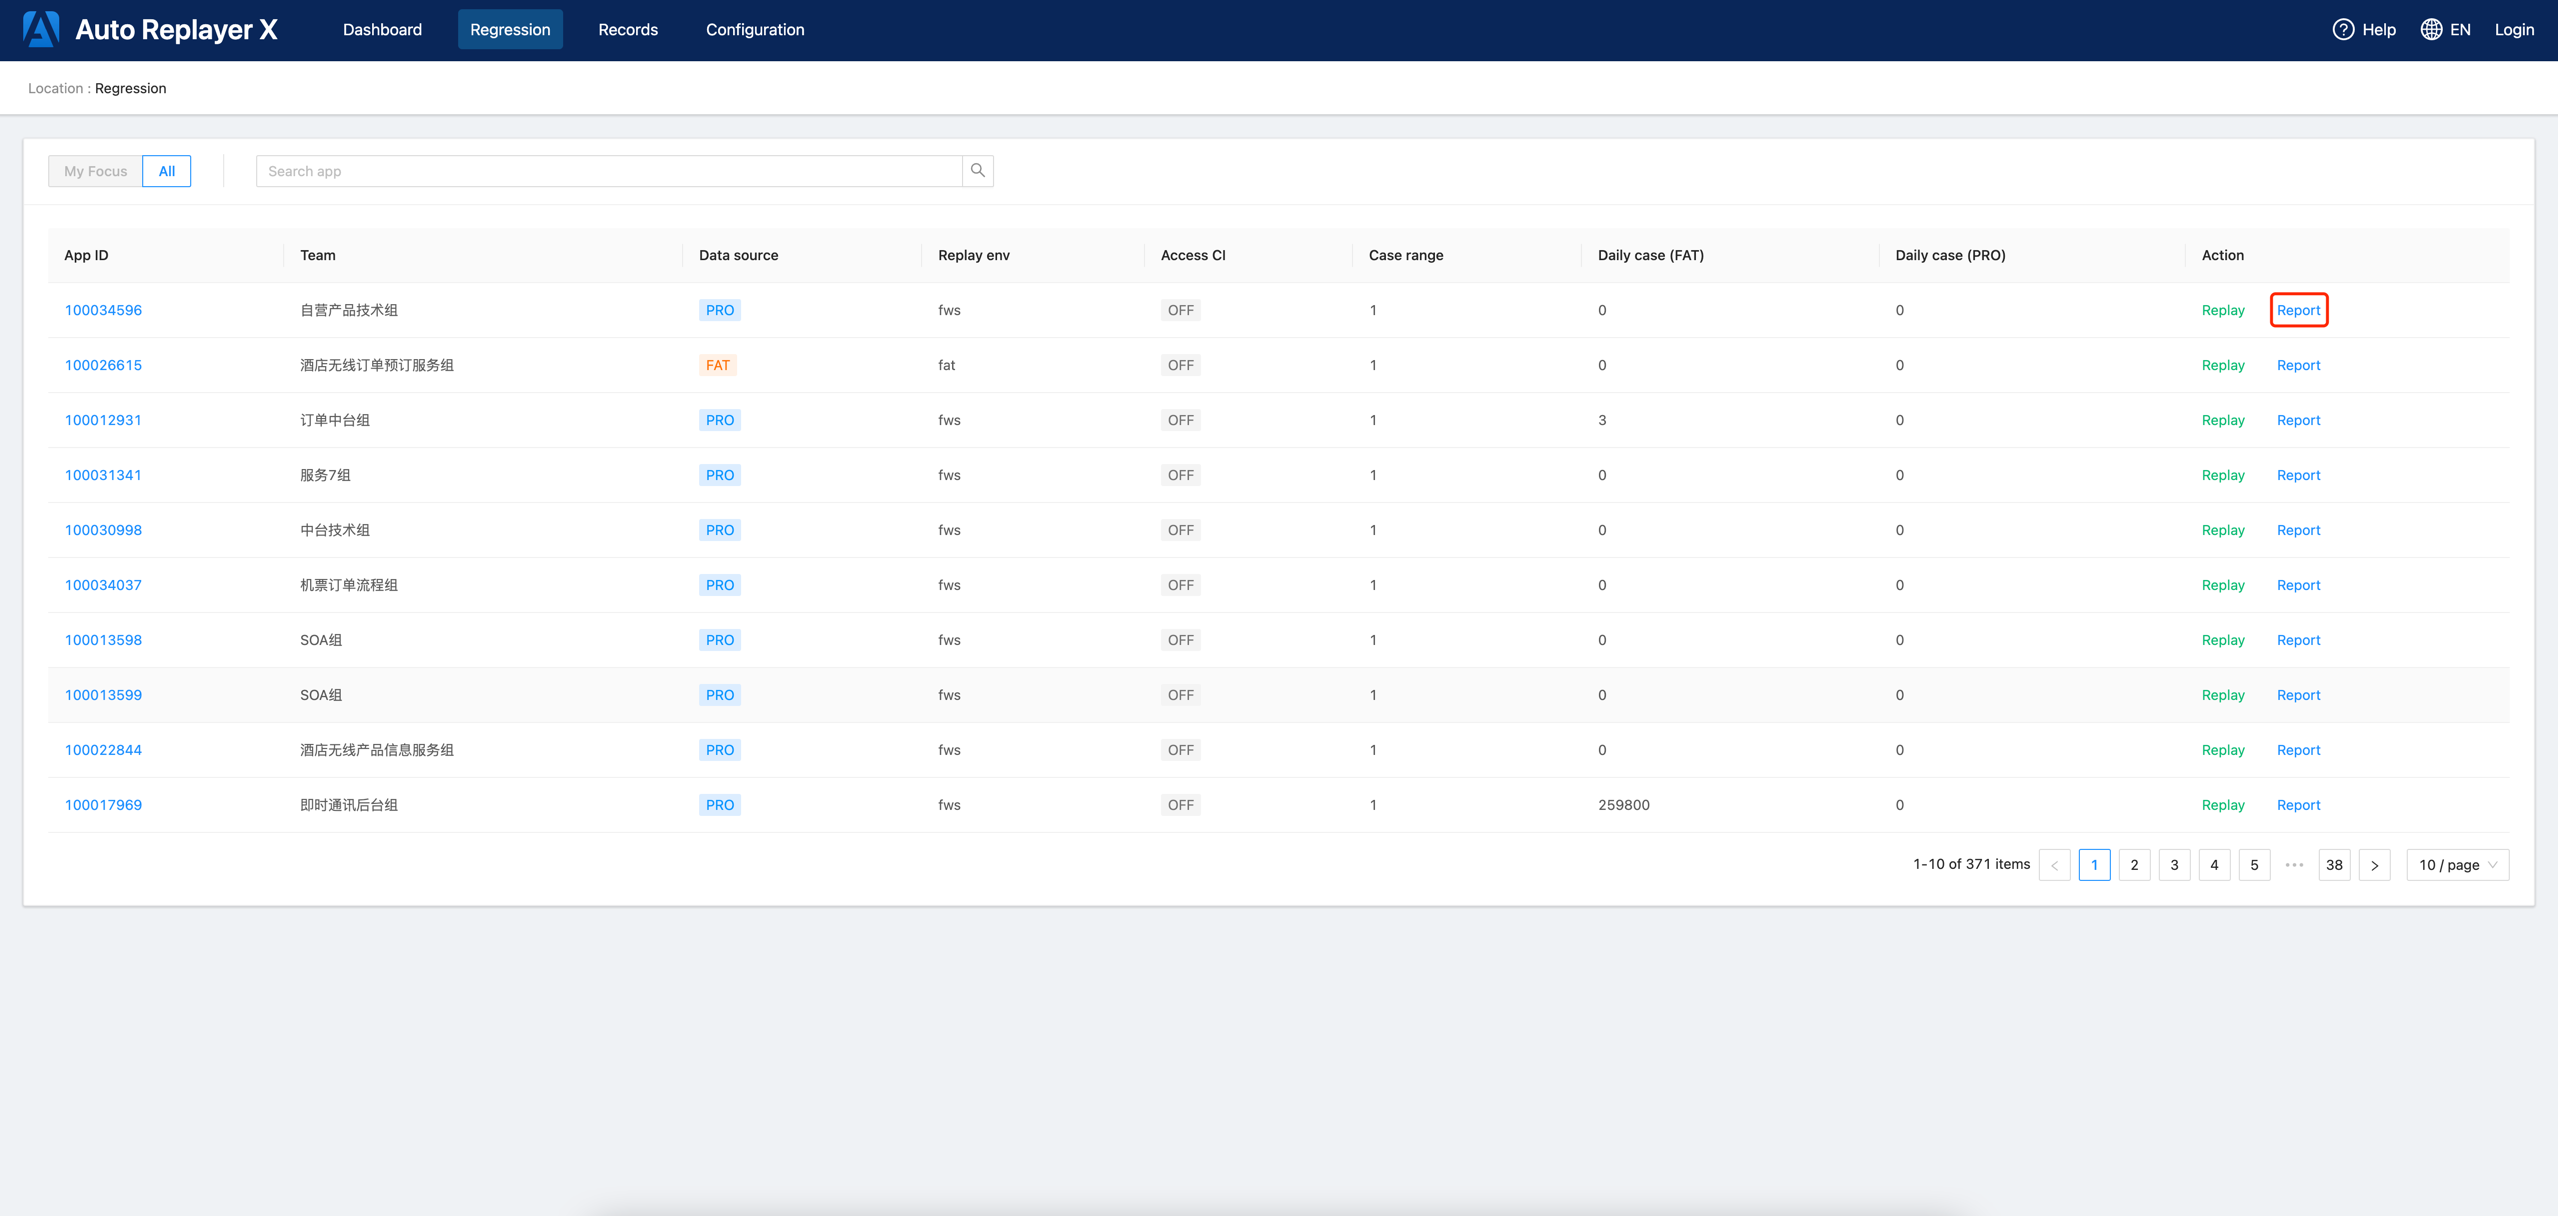 Auto Replayer X Dashboard Regression Records Configuration Help EN Login
Location : Regression
My Focus All Search app
App ID Team Data source Replay env Access CI Case range Daily case (FAT) Daily case (PRO) Action
100034596 自营产品技术组 PRO fws OFF 1 0 0 Replay Report
100026615 酒店无线订单预订服务组 FAT fat OFF 1 0 0 Replay Report
100012931 订单中台组 PRO fws OFF 1 3 0 Replay Report
100031341 服务7组 PRO fws OFF 1 0 0 Replay Report
100030998 中台技术组 PRO fws OFF 1 0 0 Replay Report
100034037 机票订单流程组 PRO fws OFF 1 0 0 Replay Report
100013598 SOA组 PRO fws OFF 1 0 0 Replay Report
100013599 SOA组 PRO fws OFF 1 0 0 Replay Report
100022844 酒店无线产品信息服务组 PRO fws OFF 1 0 0 Replay Report
100017969 即时通讯后台组 PRO fws OFF 1 259800 0 Replay Report
1-10 of 371 items < 1 2 3 4 5 ••• 38 > 10 / page